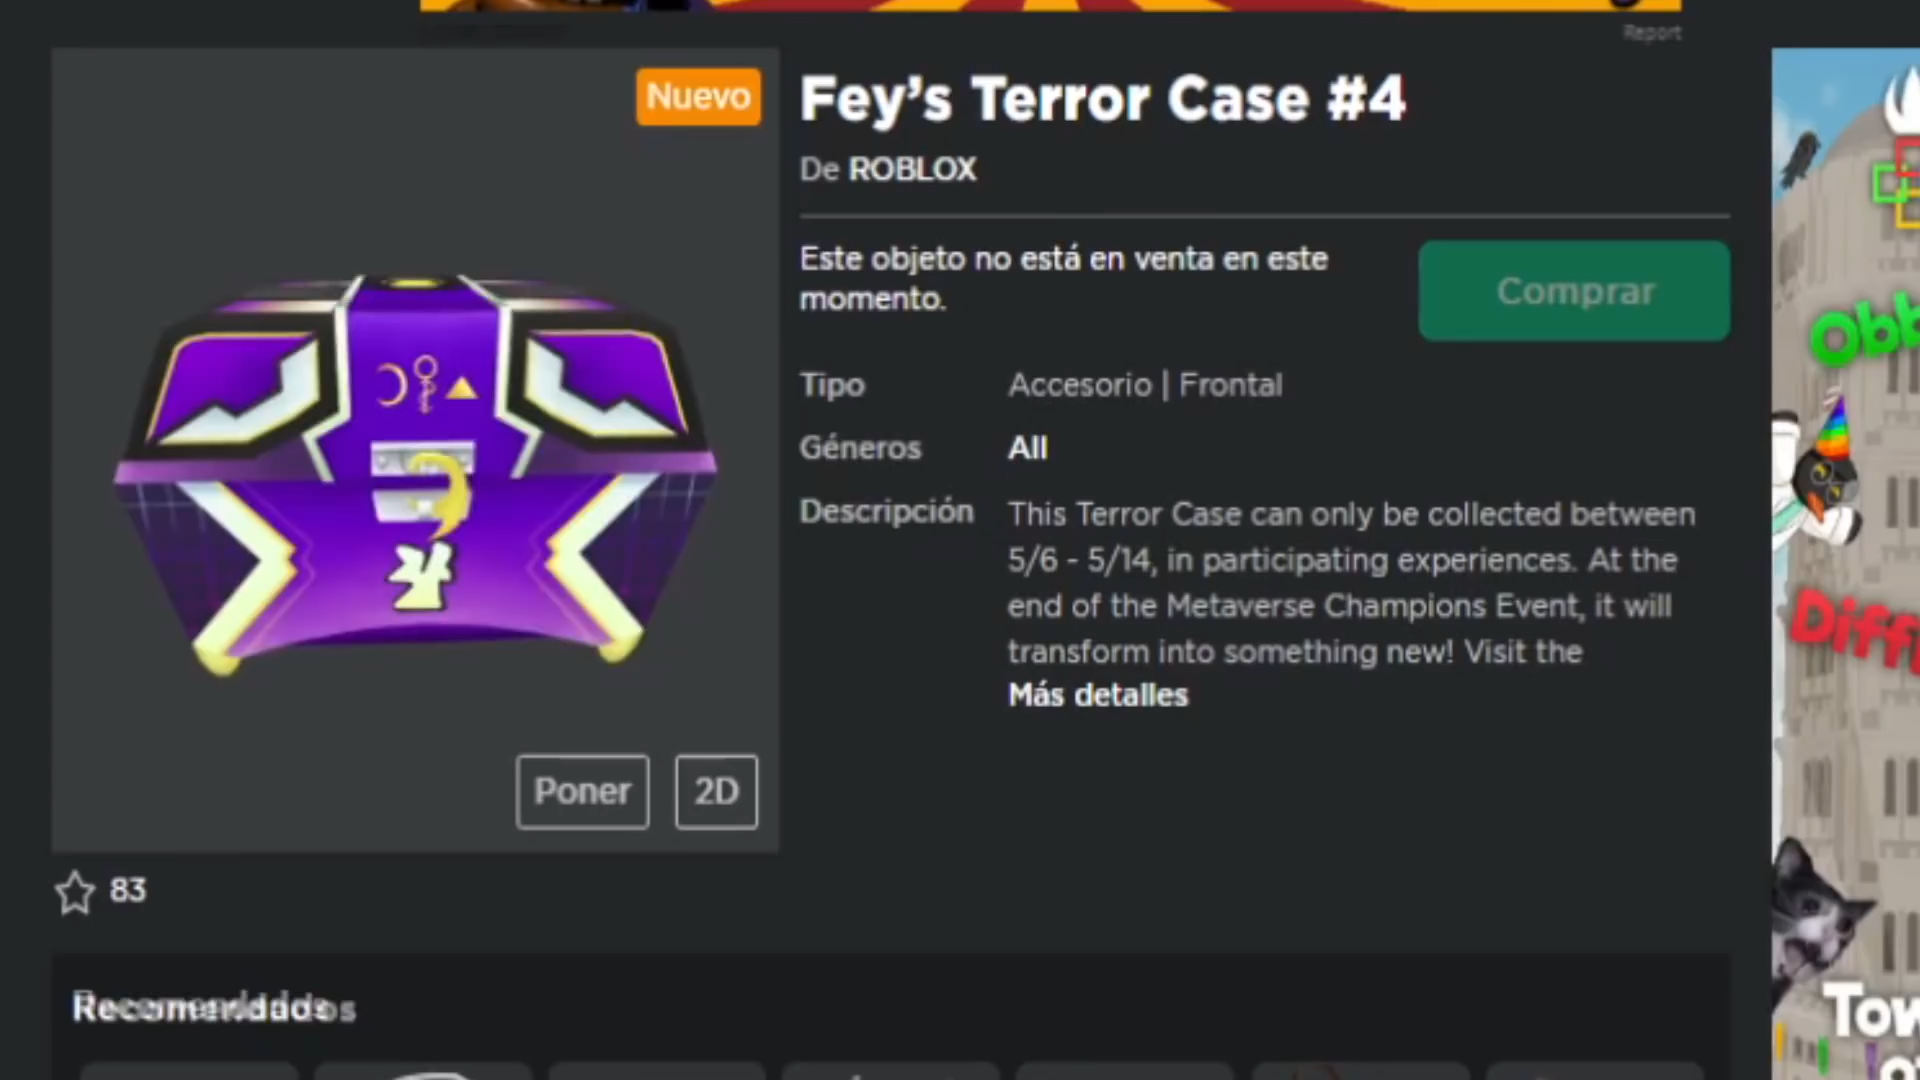 Report
Nuevo
Fey's Terror Case #4
De ROBLOX
Este objeto no está en venta en este
momento.
Comprar
Tipo Accesorio | Frontal
Géneros All
Descripción This Terror Case can only be collected between
5/6 - 5/14, in participating experiences. At the
end of the Metaverse Champions Event, it will
transform into something new! Visit the
Más detalles
Poner 2D
83
Recomendados